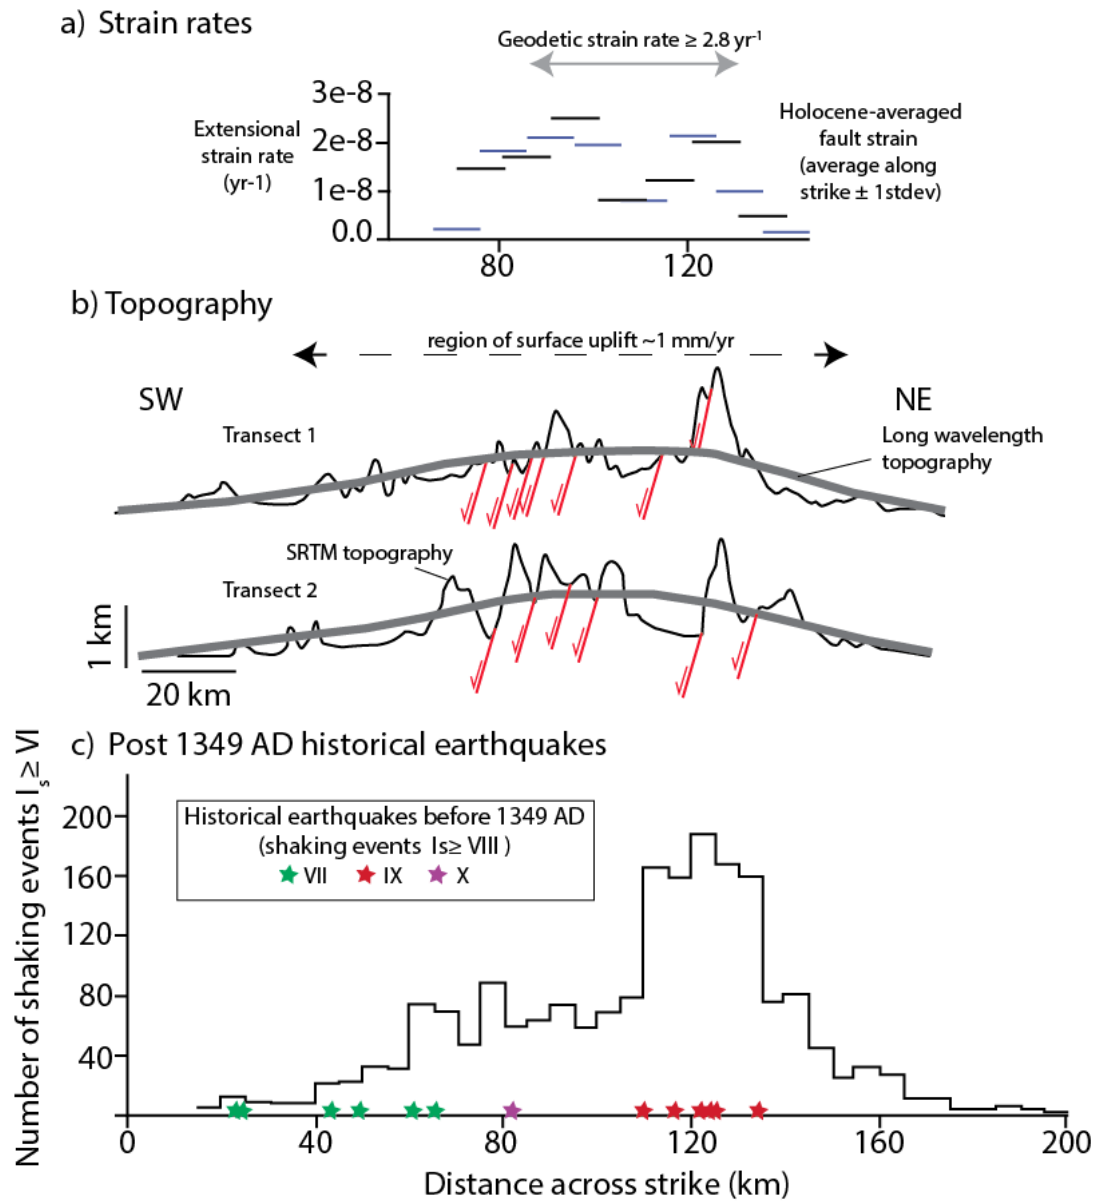 a) Strain rates
Geodetic strain rate ≥ 2.8 yr⁻¹
Extensional
strain rate
(yr-1)
3e-8
2e-8
1e-8
0.0
80
120
Holocene-averaged
fault strain
(average along
strike ± 1stdev)
b) Topography
region of surface uplift ~1 mm/yr
SW
NE
Transect 1
Long wavelength
topography
SRTM topography
Transect 2
1 km
20 km
c) Post 1349 AD historical earthquakes
Number of shaking events Iₛ≥ VI
Historical earthquakes before 1349 AD
(shaking events Is≥ VIII )
VII IX X
200
160
120
80
40
0 40 80 120 160 200
Distance across strike (km)